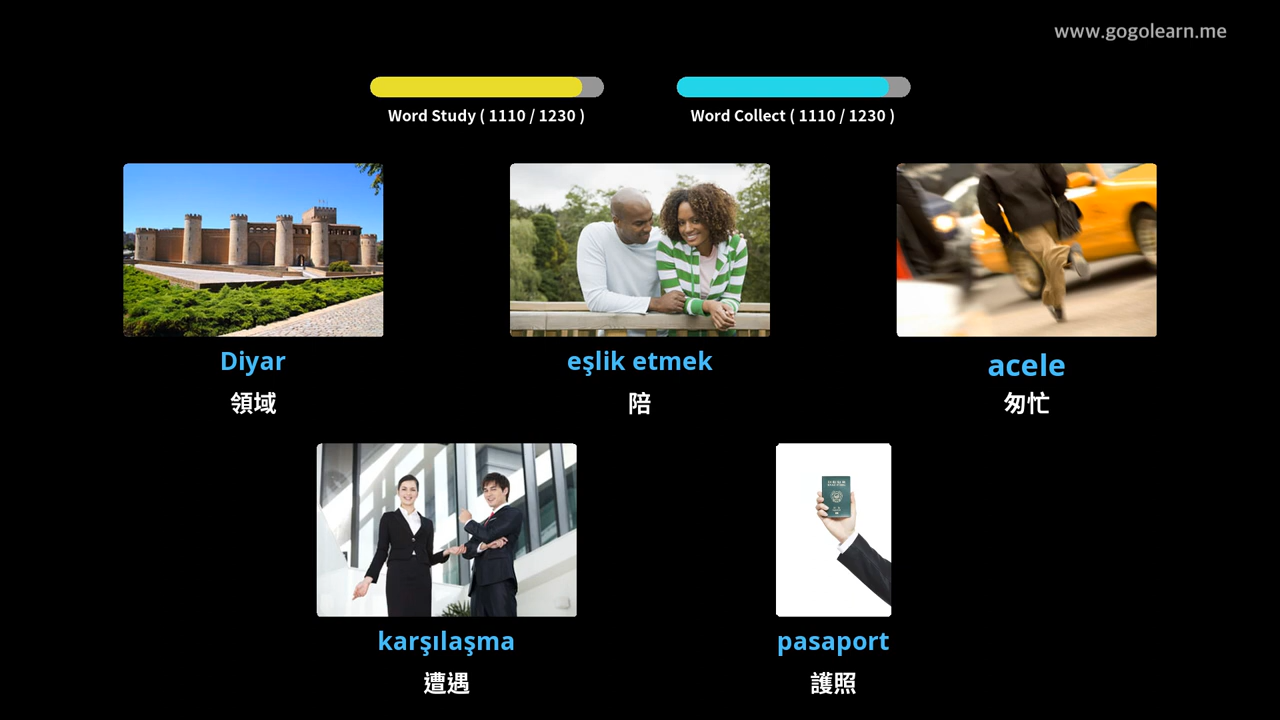 www.gogolearn.me
Word Study ( 1110 / 1230 )
Word Collect ( 1110 / 1230 )
Diyar
領域
eşlik etmek
陪
acele
匆忙
karşılaşma
遭遇
pasaport
護照